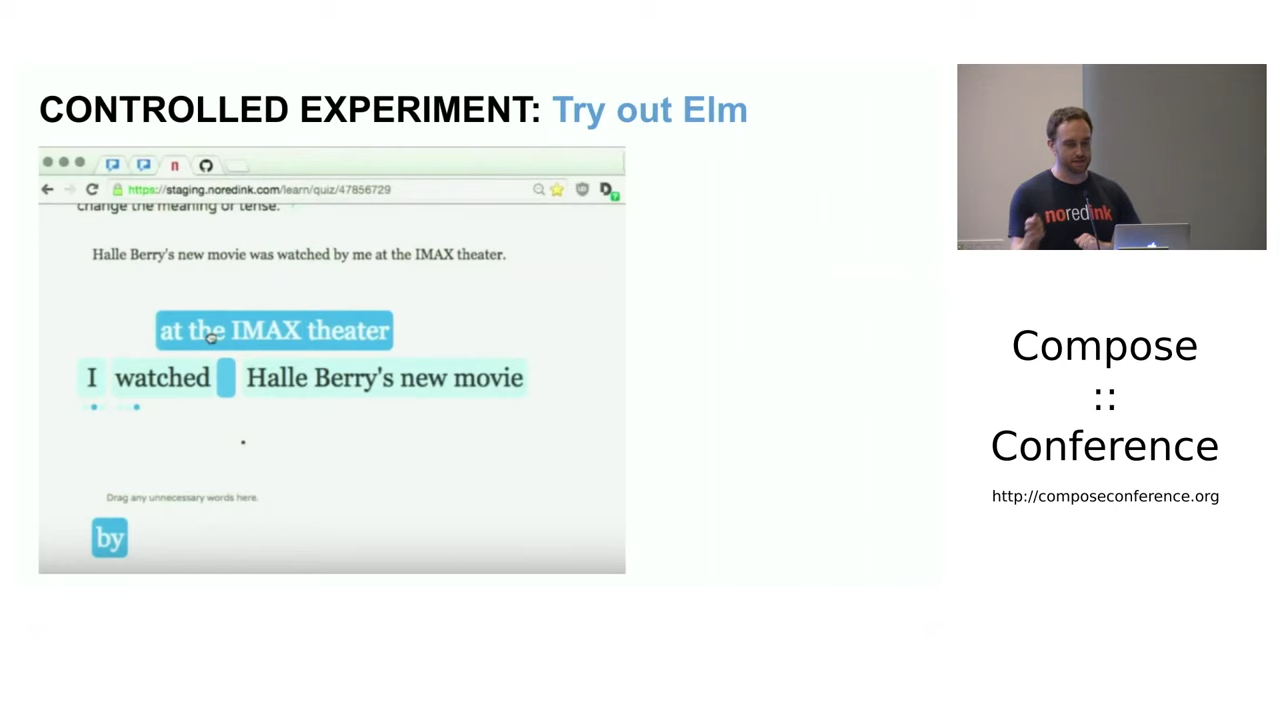 CONTROLLED EXPERIMENT: Try out Elm
n
https://staging.noredink.com/learn/quiz/47856729
change the meaning or tense.
Halle Berry's new movie was watched by me at the IMAX theater.
at the IMAX theater
I watched Halle Berry's new movie
.
Drag any unnecessary words here.
by
noredink
Compose
::
Conference
http://composeconference.org